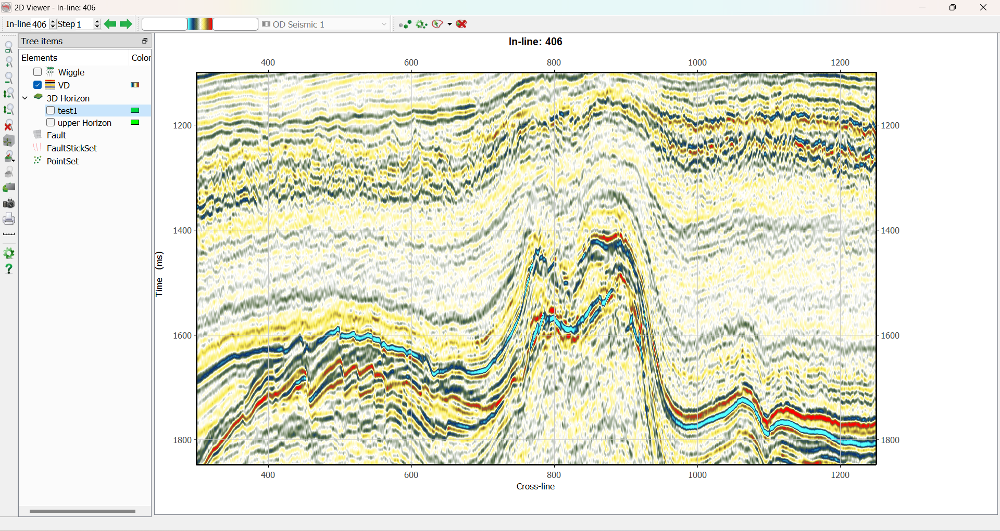 2D Viewer - In-line: 406
In-line 406 Step 1 OD Seismic 1
Tree items
Elements Color
Wiggle
VD
3D Horizon
test1
upper Horizon
Fault
FaultStickSet
PointSet
In-line: 406
400 600 800 1000 1200
1200 1200
1400 1400
Time (ms)
1600 1600
1800 1800
400 600 800 1000 1200
Cross-line